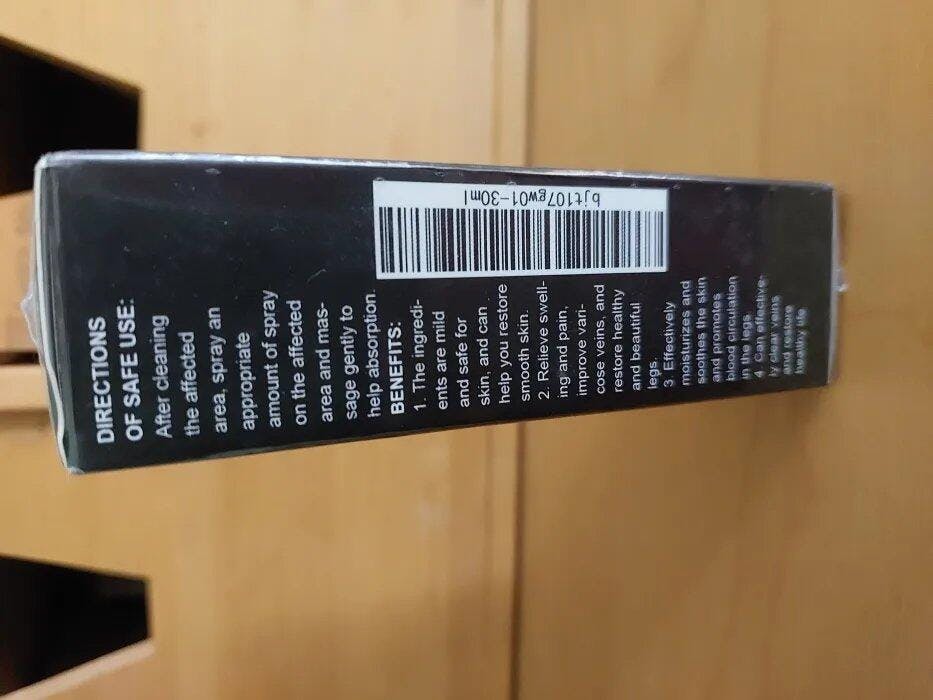 DIRECTIONS
OF SAFE USE:
After cleaning
the affected
area, spray an
appropriate
amount of spray
on the affected
area and mas-
sage gently to
help absorption.
BENEFITS:
1. The ingredi-
ents are mild
and safe for
skin, and can
help you restore
smooth skin.
2. Relieve swell-
ing and pain,
improve vari-
cose veins, and
restore healthy
and beautiful
legs.
3 Effectively
moisturizes and
soothes the skin
and promotes
blood circulation
in the legs
4 Can effective-
ly clear veins
and restore
healthy life
bjt107gw01-30ml